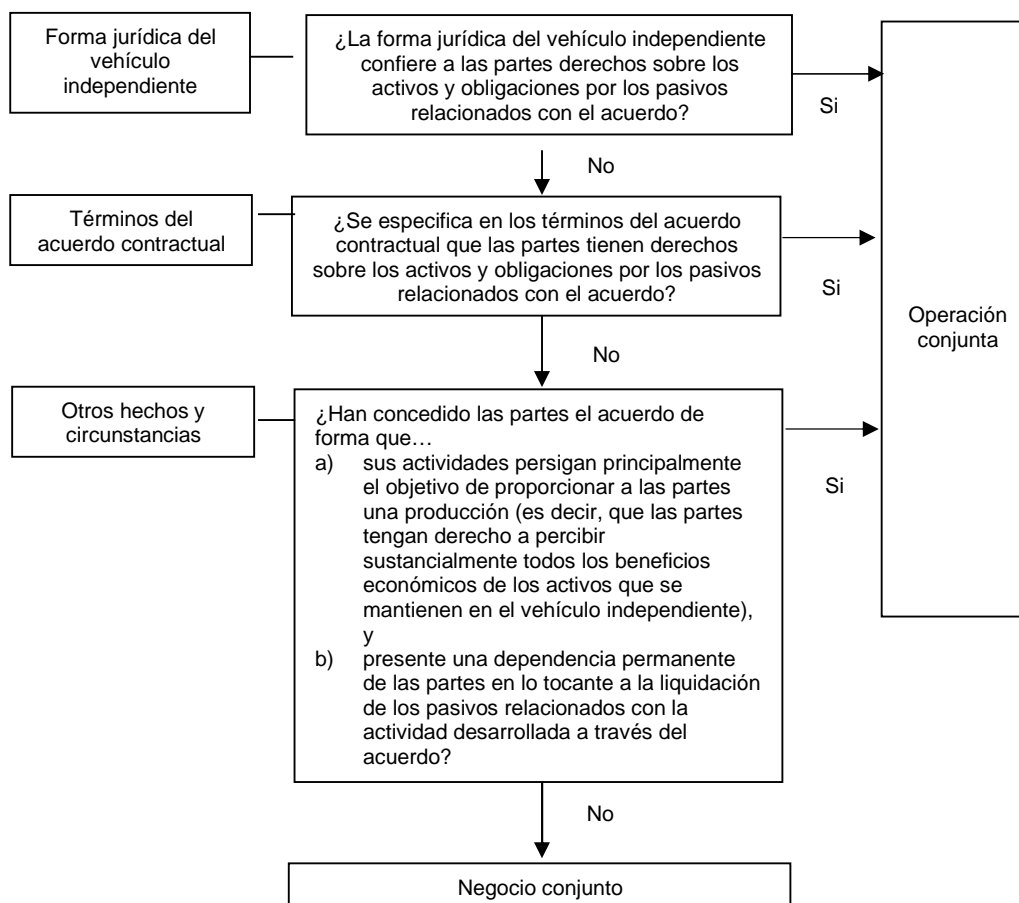 Forma jurídica del
vehículo
independiente
¿La forma jurídica del vehículo independiente
confiere a las partes derechos sobre los
activos y obligaciones por los pasivos
relacionados con el acuerdo?
Si
No
Términos del
acuerdo contractual
¿Se especifica en los términos del acuerdo
contractual que las partes tienen derechos
sobre los activos y obligaciones por los pasivos
relacionados con el acuerdo?
Si
Operación
conjunta
No
Otros hechos y
circunstancias
¿Han concedido las partes el acuerdo de
forma que…
a) sus actividades persigan principalmente
el objetivo de proporcionar a las partes
una producción (es decir, que las partes
tengan derecho a percibir
sustancialmente todos los beneficios
económicos de los activos que se
mantienen en el vehículo independiente),
y
b) presente una dependencia permanente
de las partes en lo tocante a la liquidación
de los pasivos relacionados con la
actividad desarrollada a través del
acuerdo?
Si
No
Negocio conjunto